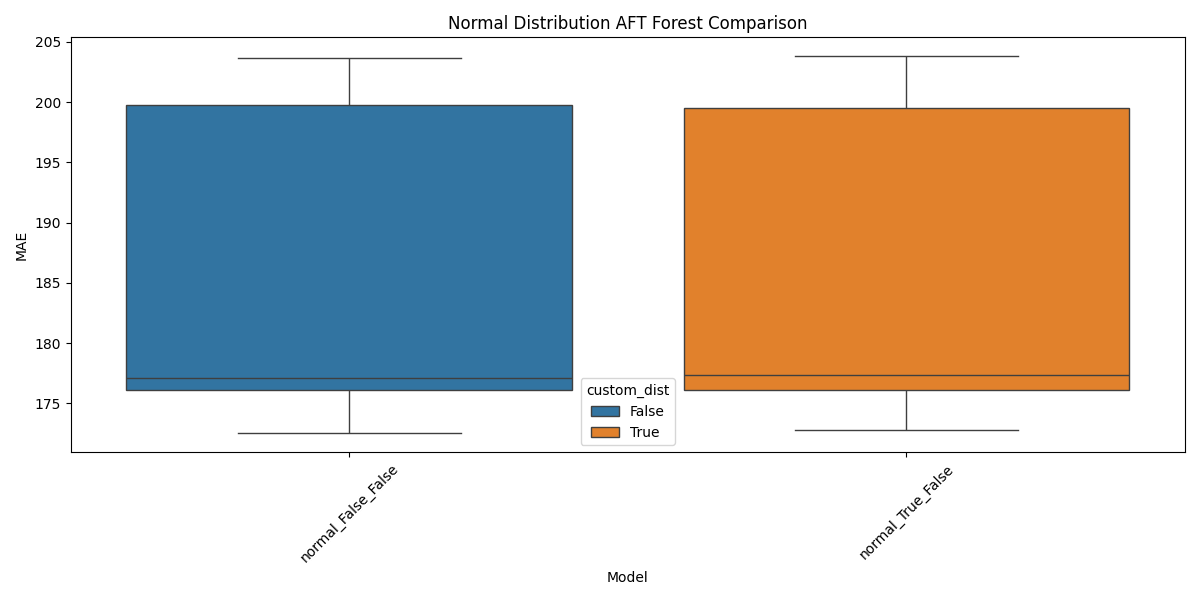 Normal Distribution AFT Forest Comparison
205
200
195
190
185
180
175
MAE
custom_dist
False
True
normal_False_False
normal_True_False
Model